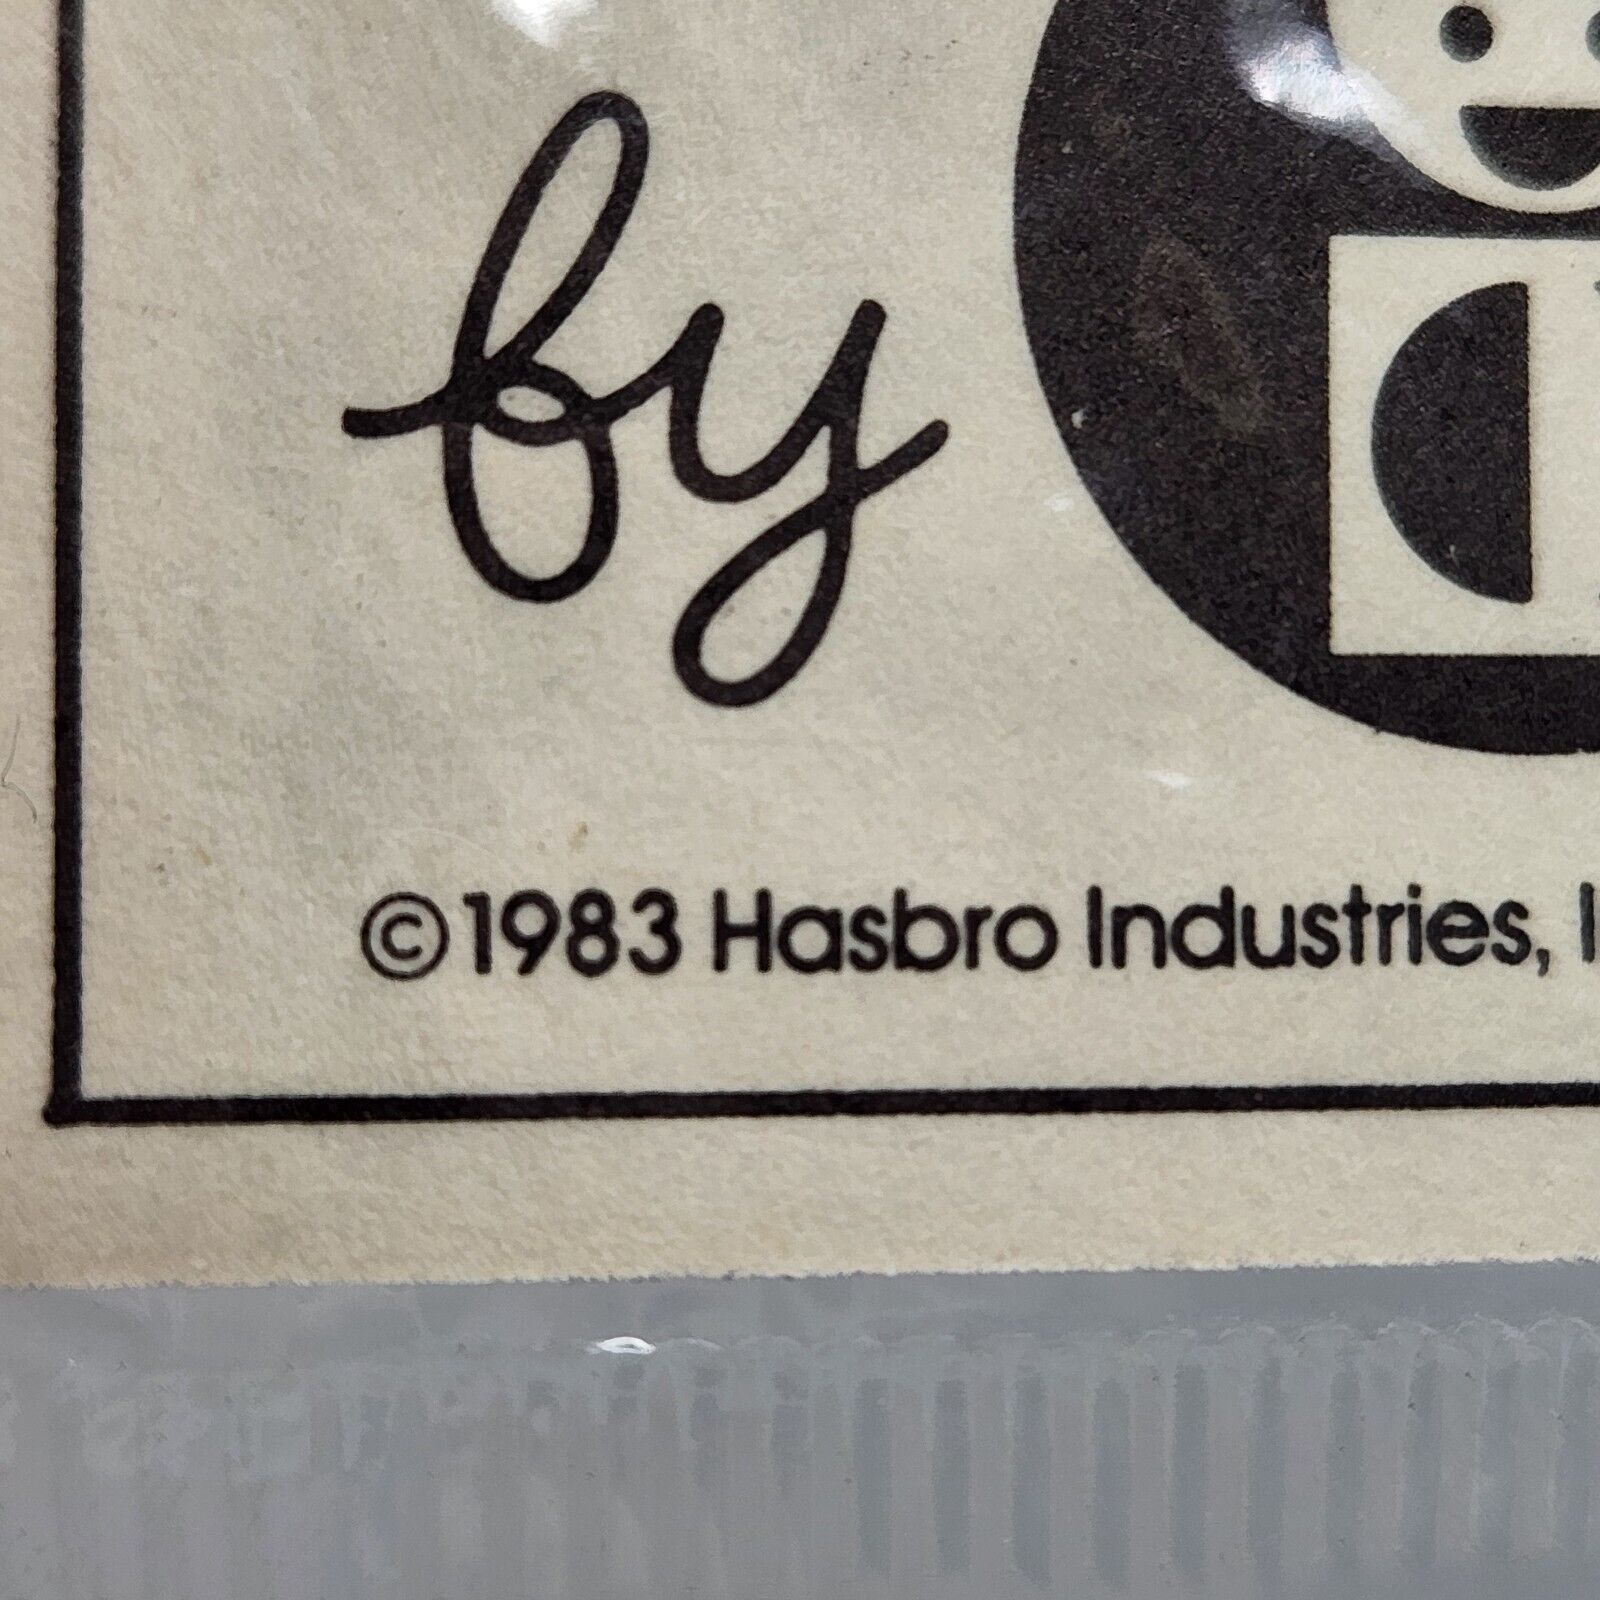 by
©1983 Hasbro Industries, I